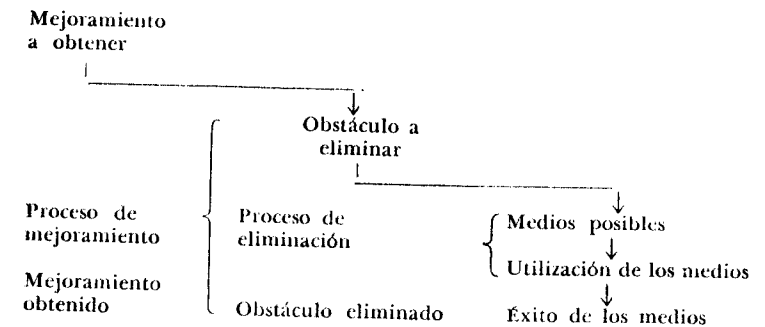 Mejoramiento
a obtener
Obstáculo a
eliminar
Proceso de
mejoramiento
Proceso de
eliminación
Medios posibles
Utilización de los medios
Mejoramiento
obtenido
Obstáculo eliminado
Éxito de los medios